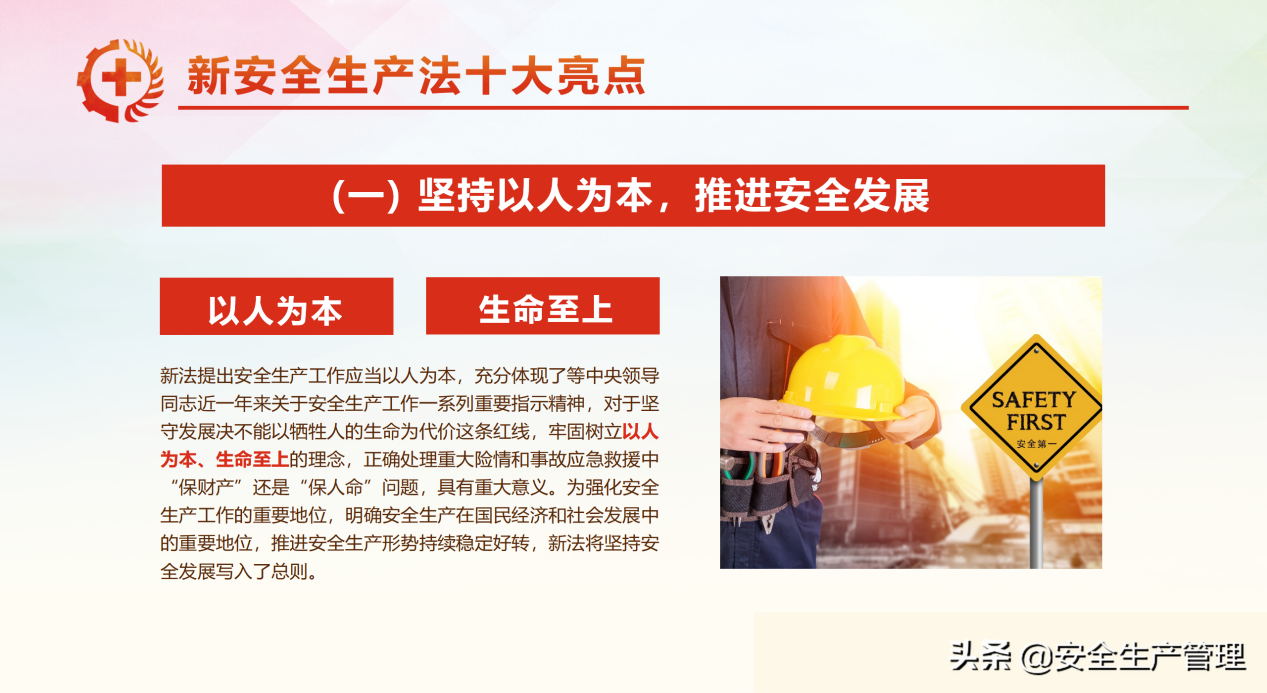 新安全生产法十大亮点
(一) 坚持以人为本，推进安全发展
以人为本
生命至上
新法提出安全生产工作应当以人为本，充分体现了等中央领导
同志近一年来关于安全生产工作一系列重要指示精神，对于坚
守发展决不能以牺牲人的生命为代价这条红线，牢固树立以人
为本、生命至上的理念，正确处理重大险情和事故应急救援中
“保财产”还是“保人命”问题，具有重大意义。为强化安全
生产工作的重要地位，明确安全生产在国民经济和社会发展中
的重要地位，推进安全生产形势持续稳定好转，新法将坚持安
全发展写入了总则。
SAFETY
FIRST
安全第一
头条 @安全生产管理